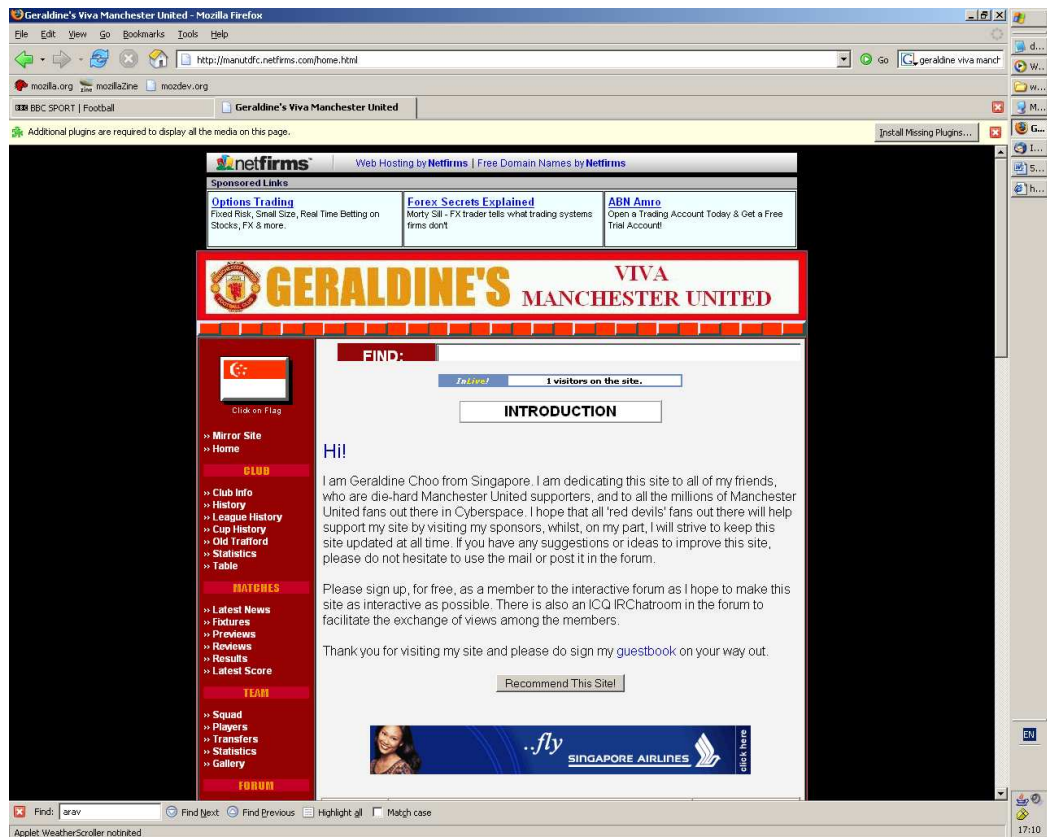 Geraldine's Viva Manchester United - Mozilla Firefox
File Edit View Go Bookmarks Tools Help
http://manutdfc.netfirms.com/home.html
Go
geraldine viva manch
mozilla.org
mozillaZine
mozdev.org
BBC SPORT | Football
Geraldine's Viva Manchester United
Additional plugins are required to display all the media on this page.
Install Missing Plugins...
netfirms
Web Hosting by Netfirms | Free Domain Names by Netfirms
Sponsored Links
Options Trading
Fixed Risk, Small Size, Real Time Betting on
Stocks, FX & more.
Forex Secrets Explained
Morty Sill - FX trader tells what trading systems
firms don't
ABN Amro
Open a Trading Account Today & Get a Free
Trial Account!
GERALDINE'S
VIVA
MANCHESTER UNITED
Click on Flag
» Mirror Site
» Home
CLUB
» Club Info
» History
» League History
» Cup History
» Old Trafford
» Statistics
» Table
MATCHES
» Latest News
» Fixtures
» Previews
» Reviews
» Results
» Latest Score
TEAM
» Squad
» Players
» Transfers
» Statistics
» Gallery
FORUM
FIND:
InLive!
1 visitors on the site.
INTRODUCTION
Hi!
I am Geraldine Choo from Singapore. I am dedicating this site to all of my friends,
who are die-hard Manchester United supporters, and to all the millions of Manchester
United fans out there in Cyberspace. I hope that all 'red devils' fans out there will help
support my site by visiting my sponsors, whilst, on my part, I will strive to keep this
site updated at all time. If you have any suggestions or ideas to improve this site,
please do not hesitate to use the mail or post it in the forum.
Please sign up, for free, as a member to the interactive forum as I hope to make this
site as interactive as possible. There is also an ICQ IRChatroom in the forum to
facilitate the exchange of views among the members.
Thank you for visiting my site and please do sign my guestbook on your way out.
Recommend This Site!
..fly
SINGAPORE AIRLINES
click here
Find: arav
Find Next
Find Previous
Highlight all
Match case
Applet WeatherScroller notinited
d...
W...
w...
M...
G...
I...
5...
h...
EN
17:10